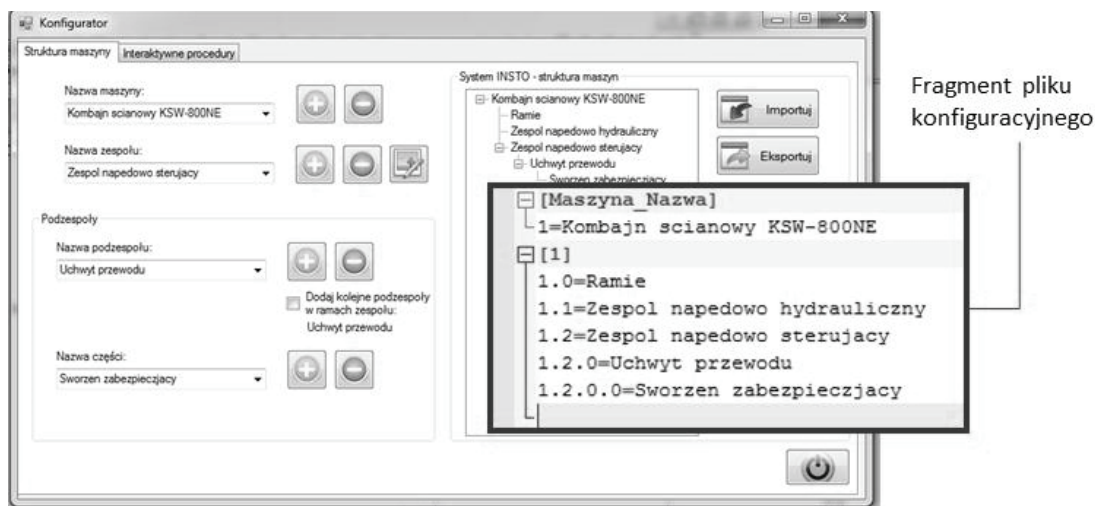 Konfigurator
Struktura maszyny
Interaktywne procedury
Nazwa maszyny:
Kombajn scianowy KSW-800NE
Nazwa zespołu:
Zespol napedowo sterujacy
Podzespoły
Nazwa podzespołu:
Uchwyt przewodu
Dodaj kolejne podzespoły
w ramach zespołu:
Uchwyt przewodu
Nazwa części:
Sworzen zabezpieczjacy
System INSTO - struktura maszyn
Kombajn scianowy KSW-800NE
Ramie
Zespol napedowo hydrauliczny
Zespol napedowo sterujacy
Uchwyt przewodu
Sworzen zabezpieczjacy
Importuj
Eksportuj
[Maszyna_Nazwa]
1=Kombajn scianowy KSW-800NE
[1]
1.0=Ramie
1.1=Zespol napedowo hydrauliczny
1.2=Zespol napedowo sterujacy
1.2.0=Uchwyt przewodu
1.2.0.0=Sworzen zabezpieczjacy
Fragment pliku
konfiguracyjnego